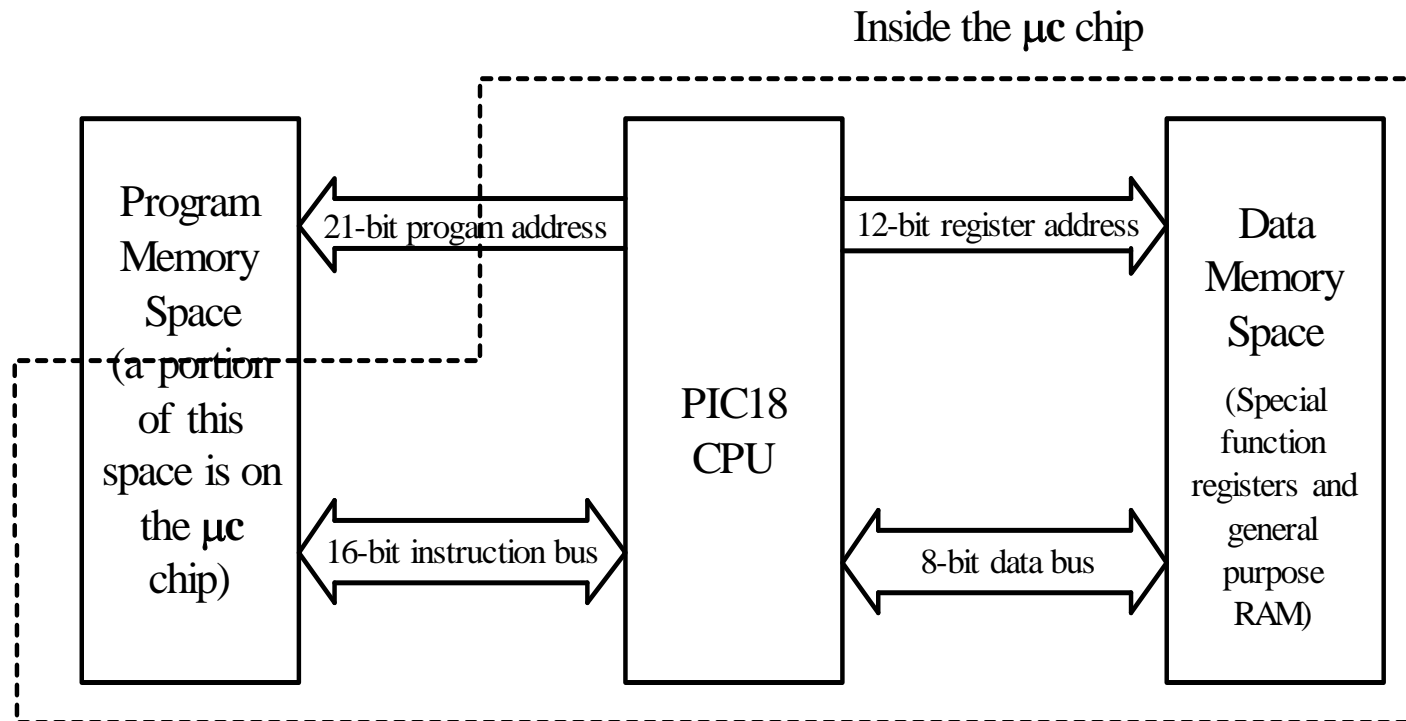 Inside the μc chip
Program
Memory
Space
(a portion
of this
space is on
the μc
chip)
21-bit progam address
16-bit instruction bus
PIC18
CPU
12-bit register address
8-bit data bus
Data
Memory
Space
(Special
function
registers and
general
purpose
RAM)